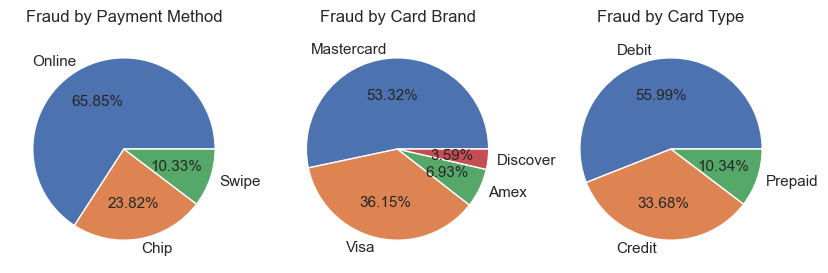 Fraud by Payment Method
Online
65.85%
10.33%
Swipe
23.82%
Chip
Fraud by Card Brand
Mastercard
53.32%
3.59%
Discover
6.93%
Amex
36.15%
Visa
Fraud by Card Type
Debit
55.99%
10.34%
Prepaid
33.68%
Credit